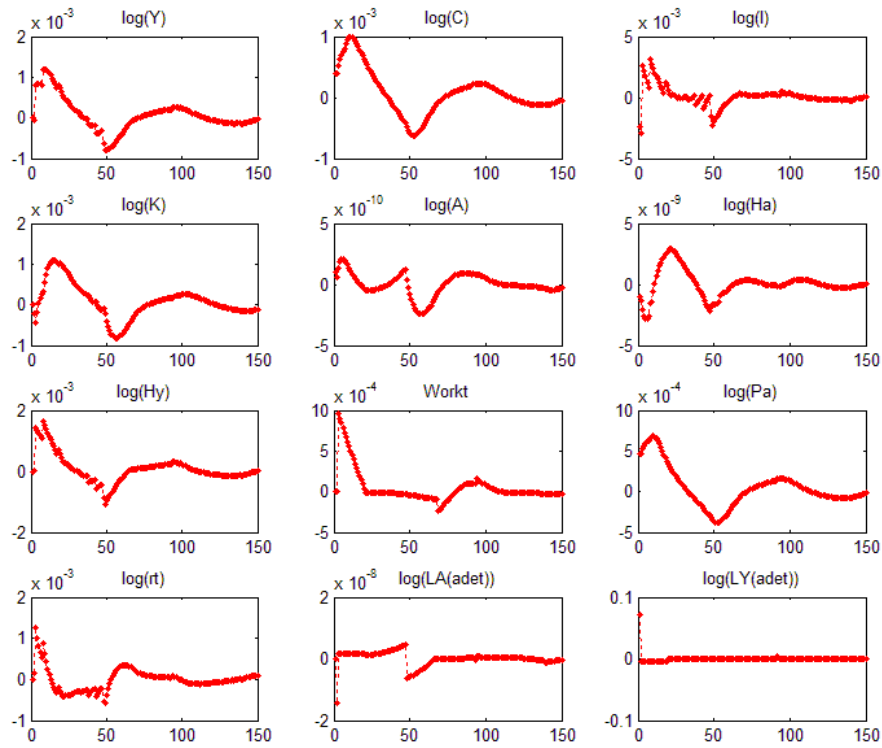 x 10^-3 log(Y)
2
1
0
-1
0 50 100 150
x 10^-3 log(C)
1
0
-1
0 50 100 150
x 10^-3 log(I)
5
0
-5
0 50 100 150
x 10^-3 log(K)
2
1
0
-1
0 50 100 150
x 10^-10 log(A)
5
0
-5
0 50 100 150
x 10^-9 log(Ha)
5
0
-5
0 50 100 150
x 10^-3 log(Hy)
2
0
-2
0 50 100 150
x 10^-4 Workt
10
5
0
-5
0 50 100 150
x 10^-4 log(Pa)
10
5
0
-5
0 50 100 150
x 10^-3 log(rt)
2
1
0
-1
0 50 100 150
x 10^-8 log(LA(adet))
2
0
-2
0 50 100 150
log(LY(adet))
0.1
0
-0.1
0 50 100 150